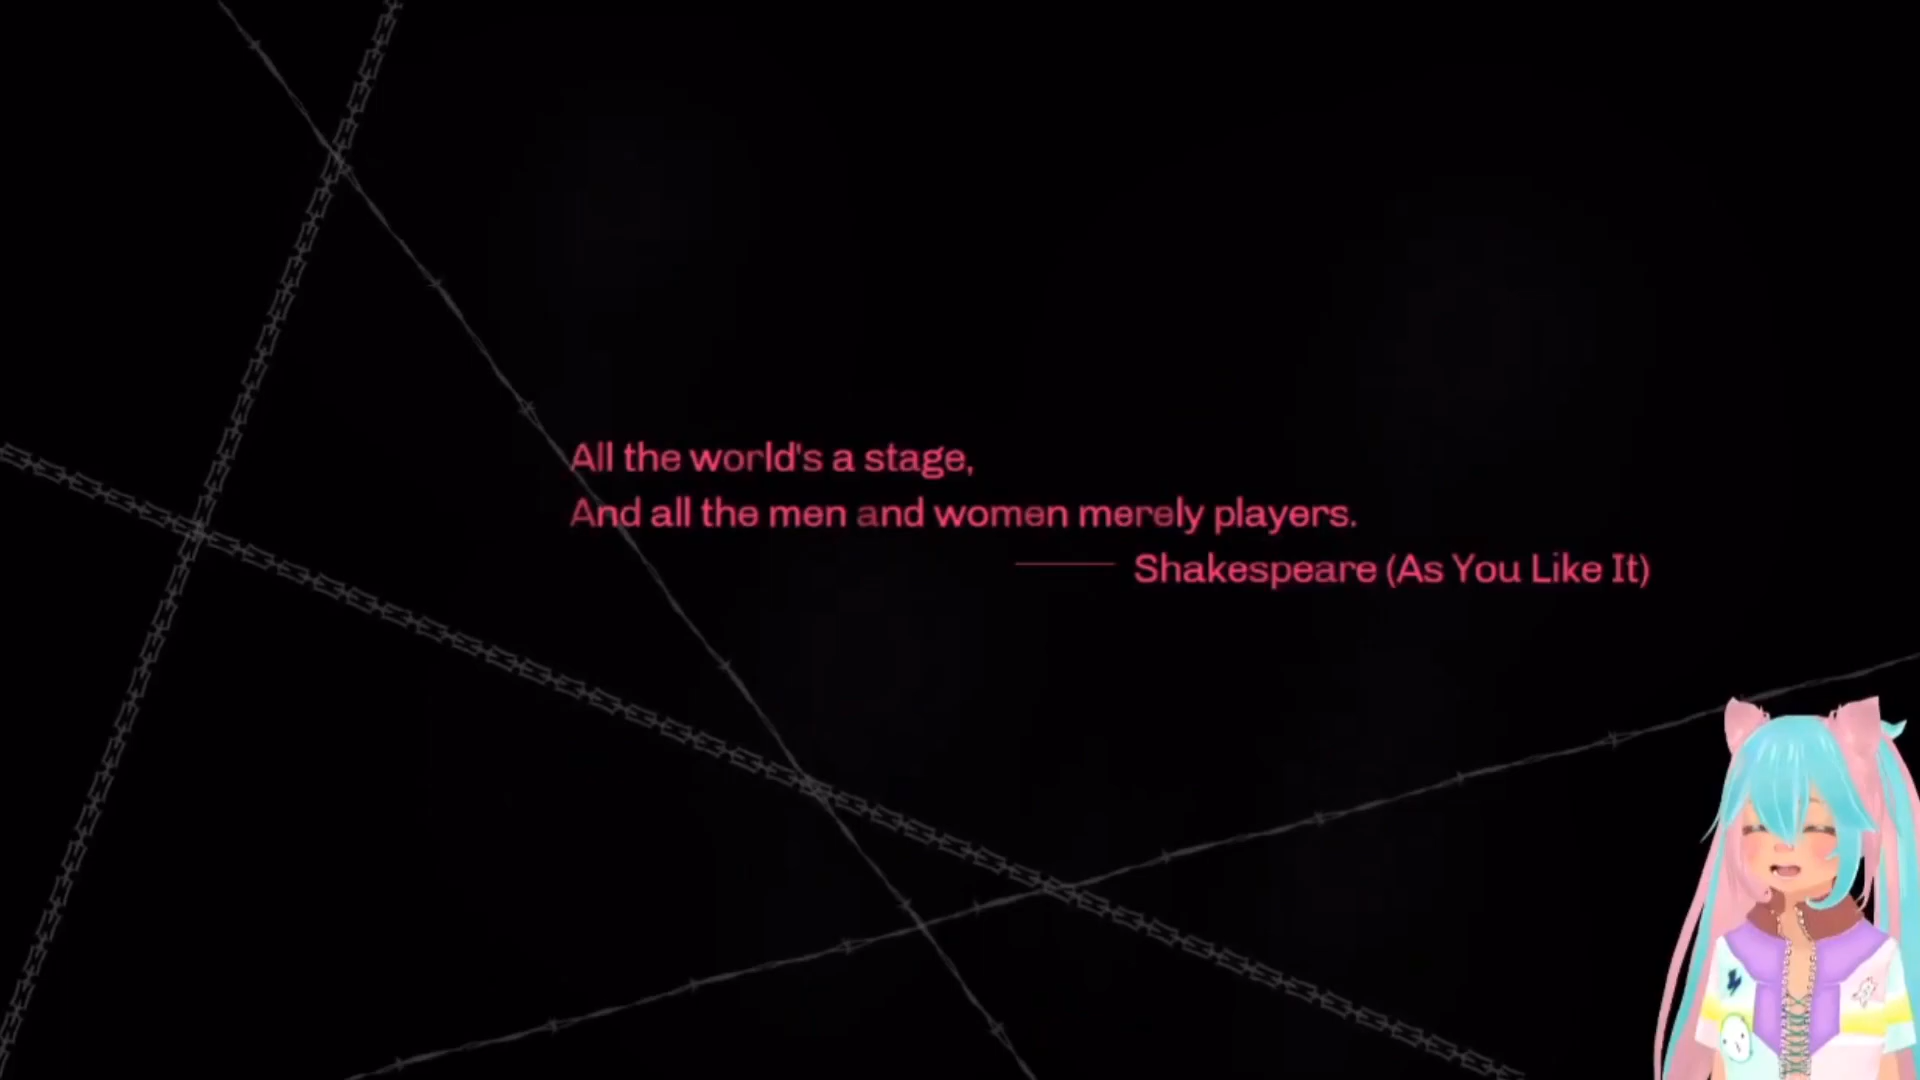 All the world's a stage,
And all the men and women merely players.
—— Shakespeare (As You Like It)